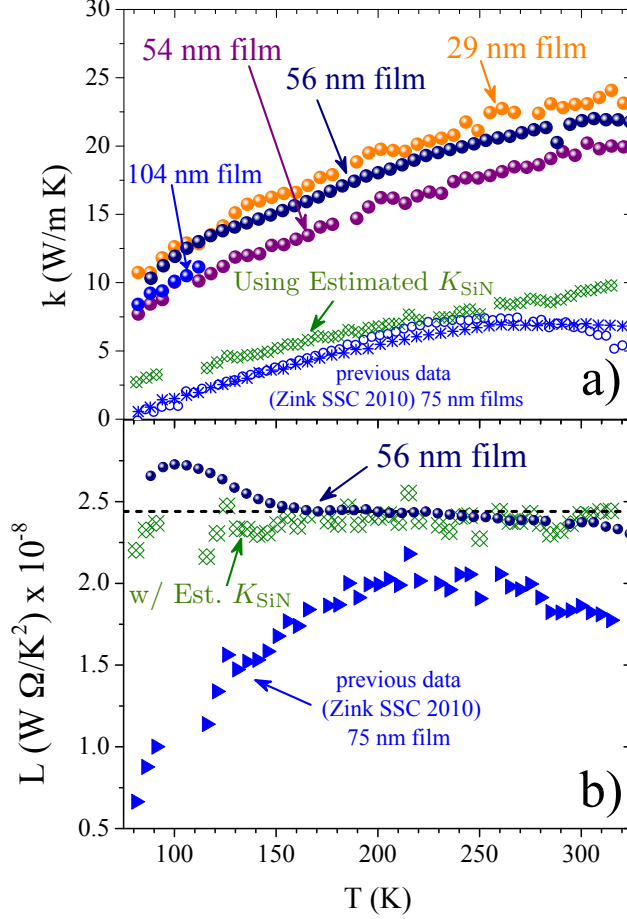 30
25
20
15
10
5
0
k (W/m K)
54 nm film
29 nm film
56 nm film
104 nm film
Using Estimated K_SiN
previous data
(Zink SSC 2010) 75 nm films
a)
2.5
2.0
1.5
1.0
0.5
L (W Ω/K²) x 10⁻⁸
56 nm film
w/ Est. K_SiN
previous data
(Zink SSC 2010)
75 nm film
b)
100 150 200 250 300
T (K)